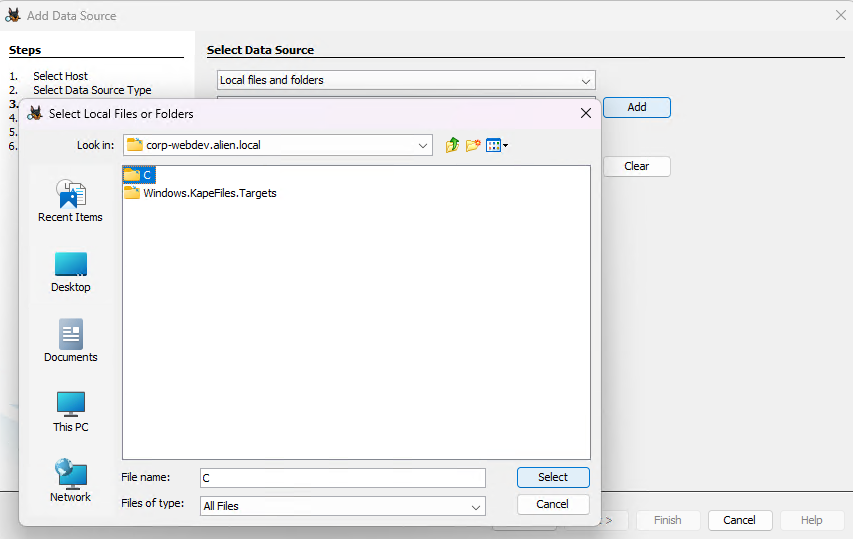 Add Data Source
Steps
Select Data Source
1. Select Host
2. Select Data Source Type
3.
4.
5.
6.
Local files and folders
Add
Clear
Select Local Files or Folders
Look in: corp-webdev.alien.local
C
Windows.KapeFiles.Targets
Recent Items
Desktop
Documents
This PC
Network
File name: C
Select
Files of type: All Files
Cancel
>
Finish
Cancel
Help